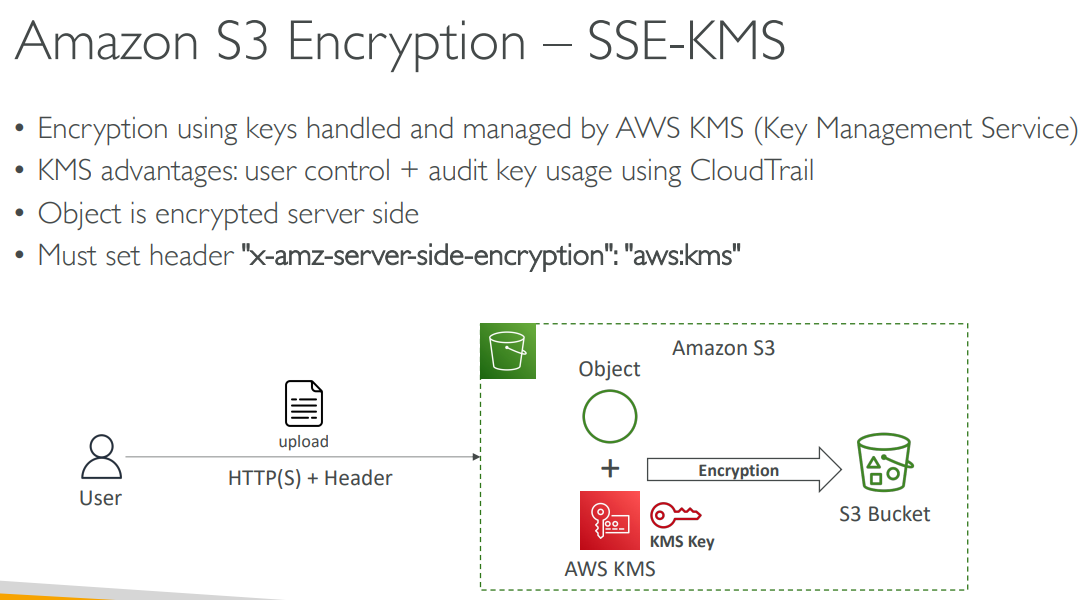 Amazon S3 Encryption – SSE-KMS
• Encryption using keys handled and managed by AWS KMS (Key Management Service)
• KMS advantages: user control + audit key usage using CloudTrail
• Object is encrypted server side
• Must set header "x-amz-server-side-encryption": "aws:kms"
Amazon S3
Object
upload
HTTP(S) + Header
User
+
Encryption
S3 Bucket
KMS Key
AWS KMS